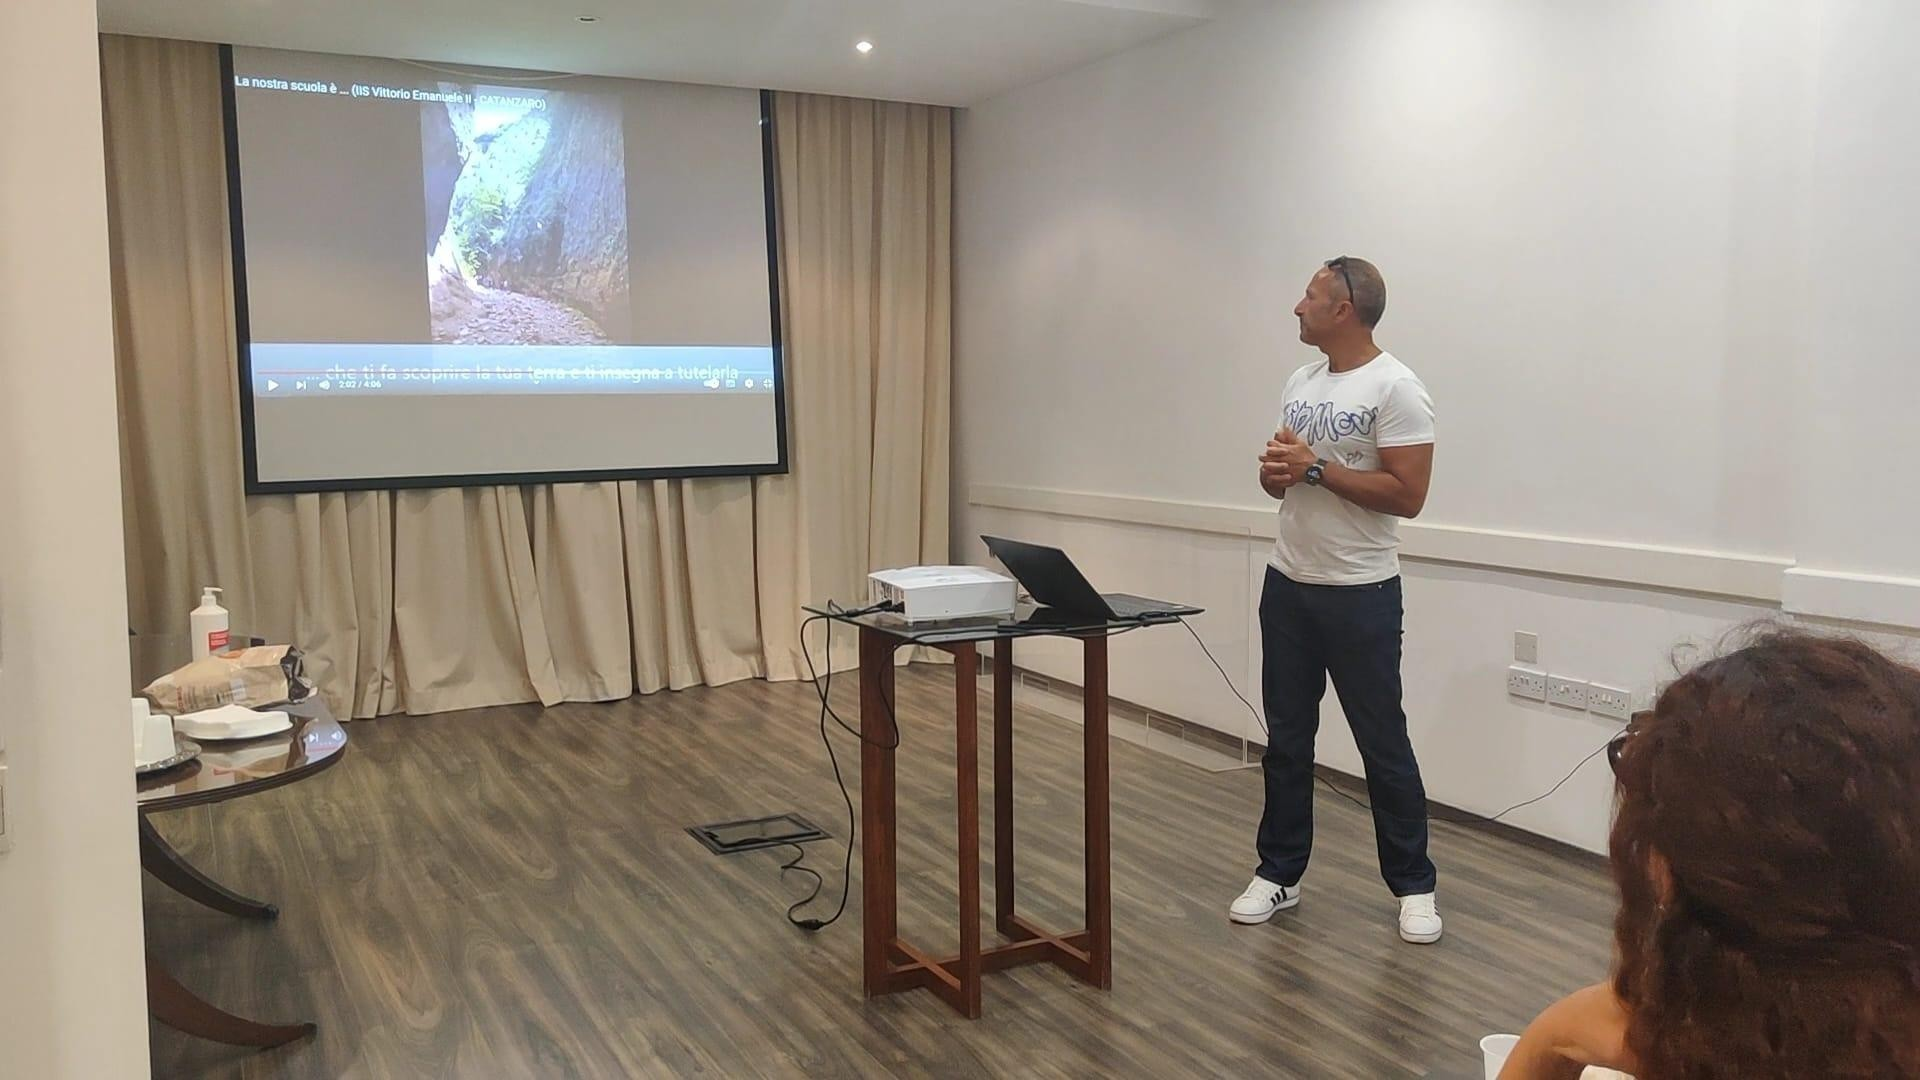 La nostra scuola è ... (IIS Vittorio Emanuele II - CATANZARO)
... che ti fa scoprire la tua terra e ti insegna a tutelarla
2:02 / 4:06